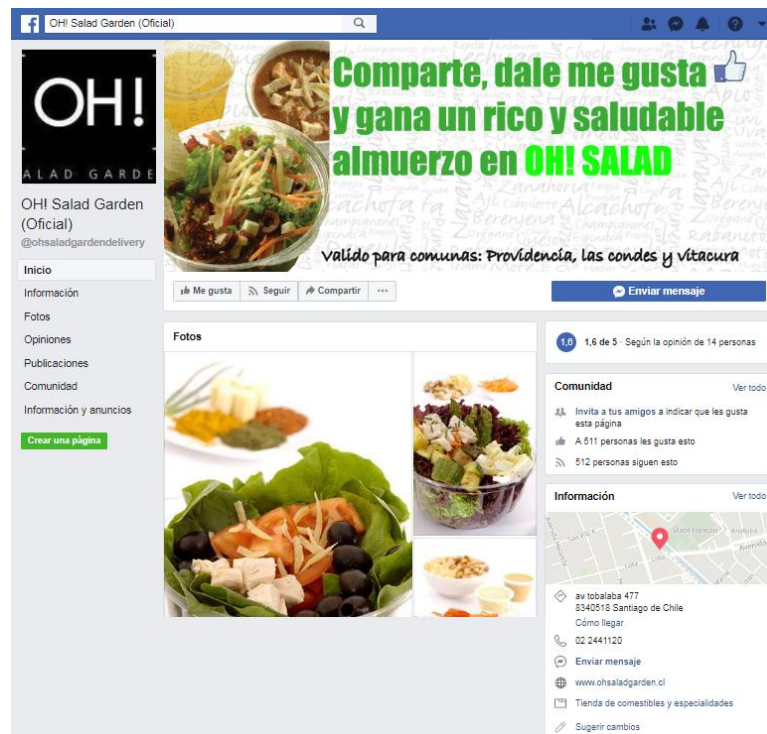 OH! Salad Garden (Oficial)
OH!
ALAD GARDE
OH! Salad Garden
(Oficial)
@ohsaladgardendelivery
Inicio
Información
Fotos
Opiniones
Publicaciones
Comunidad
Información y anuncios
Crear una página
Comparte, dale me gusta
y gana un rico y saludable
almuerzo en OH! SALAD
valido para comunas: Providencia, las condes y vitacura
Me gusta
Seguir
Compartir
Enviar mensaje
Fotos
1,6
1,6 de 5 · Según la opinión de 14 personas
Comunidad
Ver todo
Invita a tus amigos a indicar que les gusta
esta página
A 511 personas les gusta esto
512 personas siguen esto
Información
Ver todo
av tobalaba 477
8340518 Santiago de Chile
Cómo llegar
02 2441120
Enviar mensaje
www.ohsaladgarden.cl
Tienda de comestibles y especialidades
Sugerir cambios